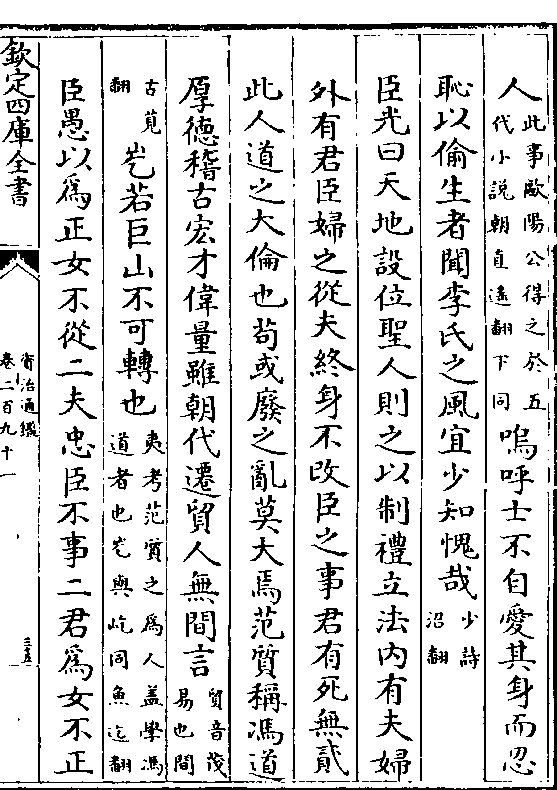 人此事歐陽公得之於五代小説朝直遥翻下同嗚呼士不自愛其身而忍
恥以偷生者聞李氏之風宜少知愧哉少詩沼翻
臣光曰天地設位聖人則之以制禮立法内有夫婦
外有君臣婦之從夫終身不改臣之事君有死無貳
此人道之大倫也苟或廢之亂莫大焉范質稱馮道
厚德稽古宏才偉量雖朝代遷貿人無間言貿音茂易也間
古莧翻屹若巨山不可轉也夷考范質之為人蓋學馮道者也屹與屹同魚迄翻
臣愚以爲正女不從二夫忠臣不事二君爲女不正
欽定四庫全書
資治通鑑
卷二百九十一
三五